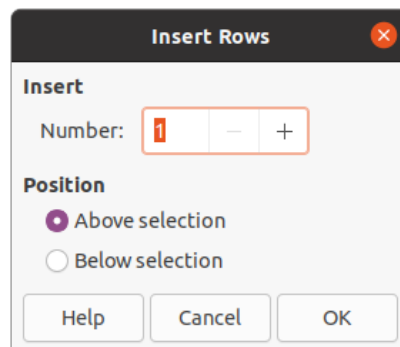 Insert Rows
Insert
Number: 1
Position
Above selection
Below selection
Help Cancel OK